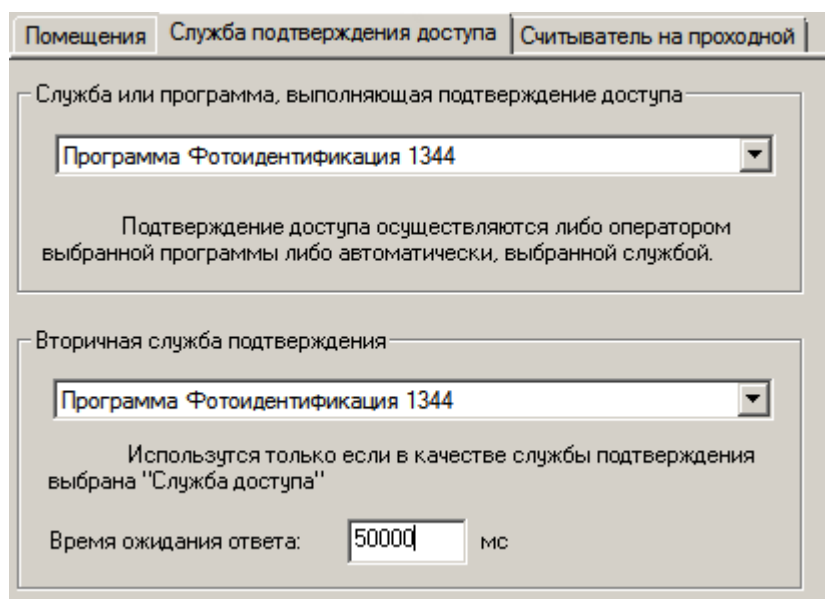 Помещения Служба подтверждения доступа Считыватель на проходной
Служба или программа, выполняющая подтверждение доступа
Программа Фотоидентификация 1344
Подтверждение доступа осуществляются либо оператором
выбранной программы либо автоматически, выбранной службой.
Вторичная служба подтверждения
Программа Фотоидентификация 1344
Использутся только если в качестве службы подтверждения
выбрана "Служба доступа"
Время ожидания ответа: 50000 мс